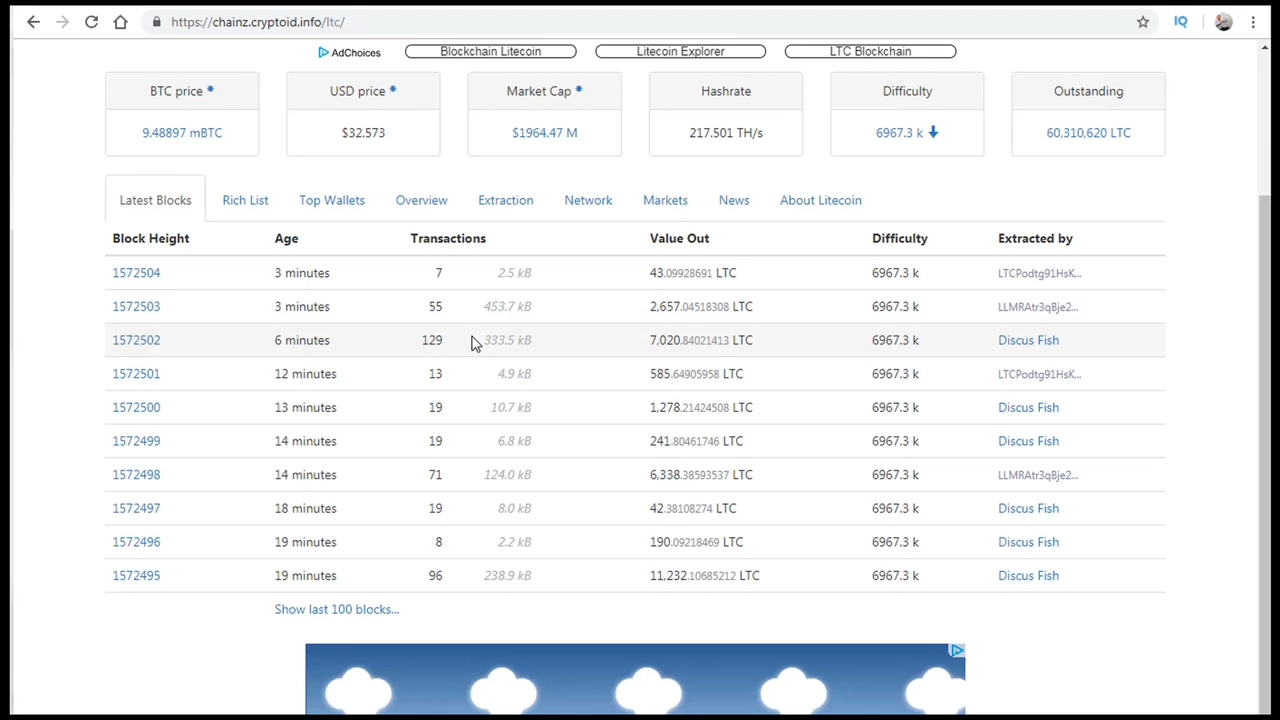 https://chainz.cryptoid.info/ltc/
IQ
AdChoices Blockchain Litecoin Litecoin Explorer LTC Blockchain
BTC price * USD price * Market Cap * Hashrate Difficulty Outstanding
9.48897 mBTC $32.573 $1964.47 M 217.501 TH/s 6967.3 k 60,310,620 LTC
Latest Blocks Rich List Top Wallets Overview Extraction Network Markets News About Litecoin
Block Height Age Transactions Value Out Difficulty Extracted by
1572504 3 minutes 7 2.5 kB 43.09928691 LTC 6967.3 k LTCPodtg91HsK...
1572503 3 minutes 55 453.7 kB 2,657.04518308 LTC 6967.3 k LLMRAtr3qBje2...
1572502 6 minutes 129 333.5 kB 7,020.84021413 LTC 6967.3 k Discus Fish
1572501 12 minutes 13 4.9 kB 585.64905958 LTC 6967.3 k LTCPodtg91HsK...
1572500 13 minutes 19 10.7 kB 1,278.21424508 LTC 6967.3 k Discus Fish
1572499 14 minutes 19 6.8 kB 241.80461746 LTC 6967.3 k Discus Fish
1572498 14 minutes 71 124.0 kB 6,338.38593537 LTC 6967.3 k LLMRAtr3qBje2...
1572497 18 minutes 19 8.0 kB 42.38108274 LTC 6967.3 k Discus Fish
1572496 19 minutes 8 2.2 kB 190.09218469 LTC 6967.3 k Discus Fish
1572495 19 minutes 96 238.9 kB 11,232.10685212 LTC 6967.3 k Discus Fish
Show last 100 blocks...